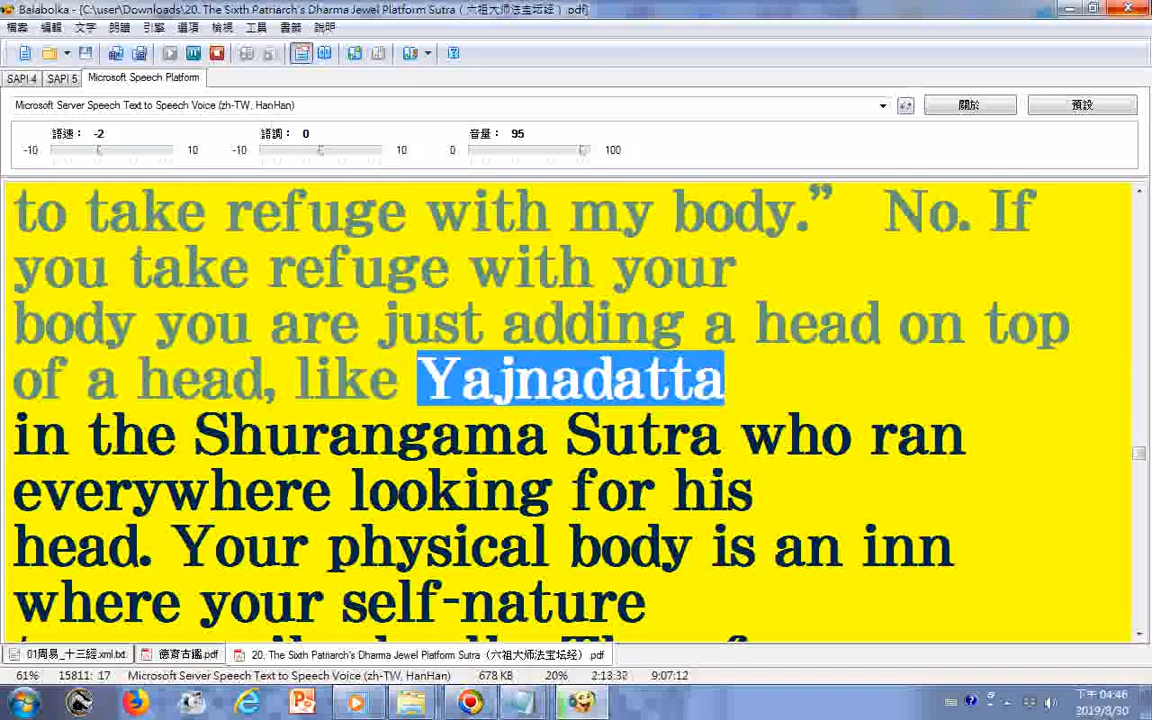 Balabolka - [C:\user\Downloads\20. The Sixth Patriarch's Dharma Jewel Platform Sutra（六祖大师法宝坛经）.pdf]
檔案 編輯 文字 朗讀 引擎 選項 檢視 工具 書籤 說明
SAPI 4 SAPI 5 Microsoft Speech Platform
Microsoft Server Speech Text to Speech Voice (zh-TW, HanHan) 關於 預設
語速： -2 語調： 0 音量： 95
-10 10 -10 10 0 100
to take refuge with my body.” No. If
you take refuge with your
body you are just adding a head on top
of a head, like Yajnadatta
in the Shurangama Sutra who ran
everywhere looking for his
head. Your physical body is an inn
where your self-nature
01周易_十三經.xml.txt 德育古鑑.pdf 20. The Sixth Patriarch's Dharma Jewel Platform Sutra（六祖大师法宝坛经）.pdf
61% 15811: 17 Microsoft Server Speech Text to Speech Voice (zh-TW, HanHan) 678 KB 20% 2:13:32 9:07:12
下午 04:46
2019/8/30